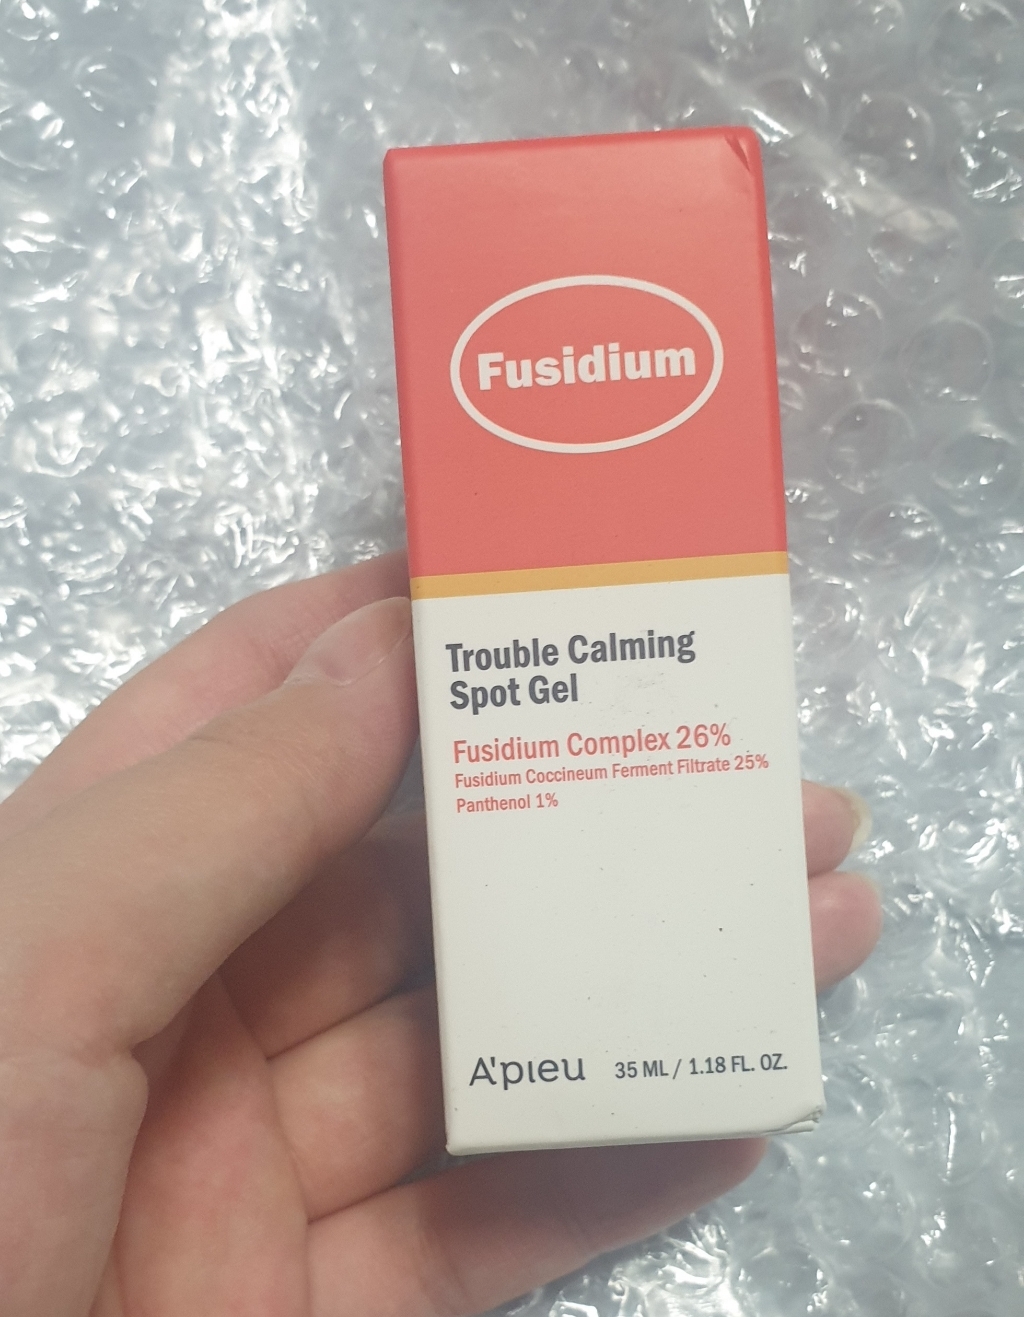 Fusidium
Trouble Calming
Spot Gel
Fusidium Complex 26%
Fusidium Coccineum Ferment Filtrate 25%
Panthenol 1%
A'pieu 35 ML / 1.18 FL. OZ.